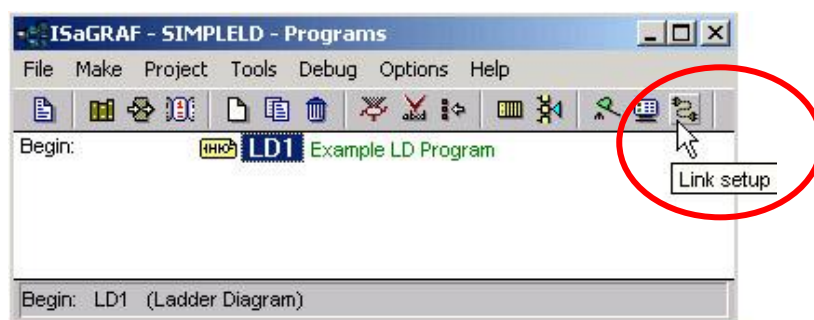 ISaGRAF - SIMPLELD - Programs
File Make Project Tools Debug Options Help
Begin: LD1 Example LD Program
Link setup
Begin: LD1 (Ladder Diagram)